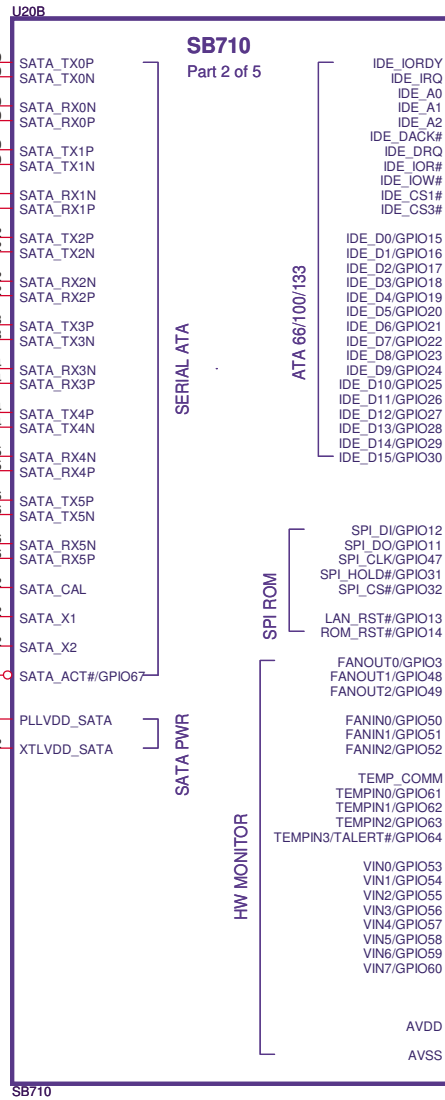 U20B
SB710
Part 2 of 5
SATA_TX0P
SATA_TX0N
SATA_RX0N
SATA_RX0P
SATA_TX1P
SATA_TX1N
SATA_RX1N
SATA_RX1P
SATA_TX2P
SATA_TX2N
SATA_RX2N
SATA_RX2P
SATA_TX3P
SATA_TX3N
SATA_RX3N
SATA_RX3P
SATA_TX4P
SATA_TX4N
SATA_RX4N
SATA_RX4P
SATA_TX5P
SATA_TX5N
SATA_RX5N
SATA_RX5P
SATA_CAL
SATA_X1
SATA_X2
SATA_ACT#/GPIO67
PLLVDD_SATA
XTLVDD_SATA
SERIAL ATA
SATA PWR
ATA 66/100/133
SPI ROM
HW MONITOR
IDE_IORDY
IDE_IRQ
IDE_A0
IDE_A1
IDE_A2
IDE_DACK#
IDE_DRQ
IDE_IOR#
IDE_IOW#
IDE_CS1#
IDE_CS3#
IDE_D0/GPIO15
IDE_D1/GPIO16
IDE_D2/GPIO17
IDE_D3/GPIO18
IDE_D4/GPIO19
IDE_D5/GPIO20
IDE_D6/GPIO21
IDE_D7/GPIO22
IDE_D8/GPIO23
IDE_D9/GPIO24
IDE_D10/GPIO25
IDE_D11/GPIO26
IDE_D12/GPIO27
IDE_D13/GPIO28
IDE_D14/GPIO29
IDE_D15/GPIO30
SPI_DI/GPIO12
SPI_DO/GPIO11
SPI_CLK/GPIO47
SPI_HOLD#/GPIO31
SPI_CS#/GPIO32
LAN_RST#/GPIO13
ROM_RST#/GPIO14
FANOUT0/GPIO3
FANOUT1/GPIO48
FANOUT2/GPIO49
FANIN0/GPIO50
FANIN1/GPIO51
FANIN2/GPIO52
TEMP_COMM
TEMPIN0/GPIO61
TEMPIN1/GPIO62
TEMPIN2/GPIO63
TEMPIN3/TALERT#/GPIO64
VIN0/GPIO53
VIN1/GPIO54
VIN2/GPIO55
VIN3/GPIO56
VIN4/GPIO57
VIN5/GPIO58
VIN6/GPIO59
VIN7/GPIO60
AVDD
AVSS
SB710